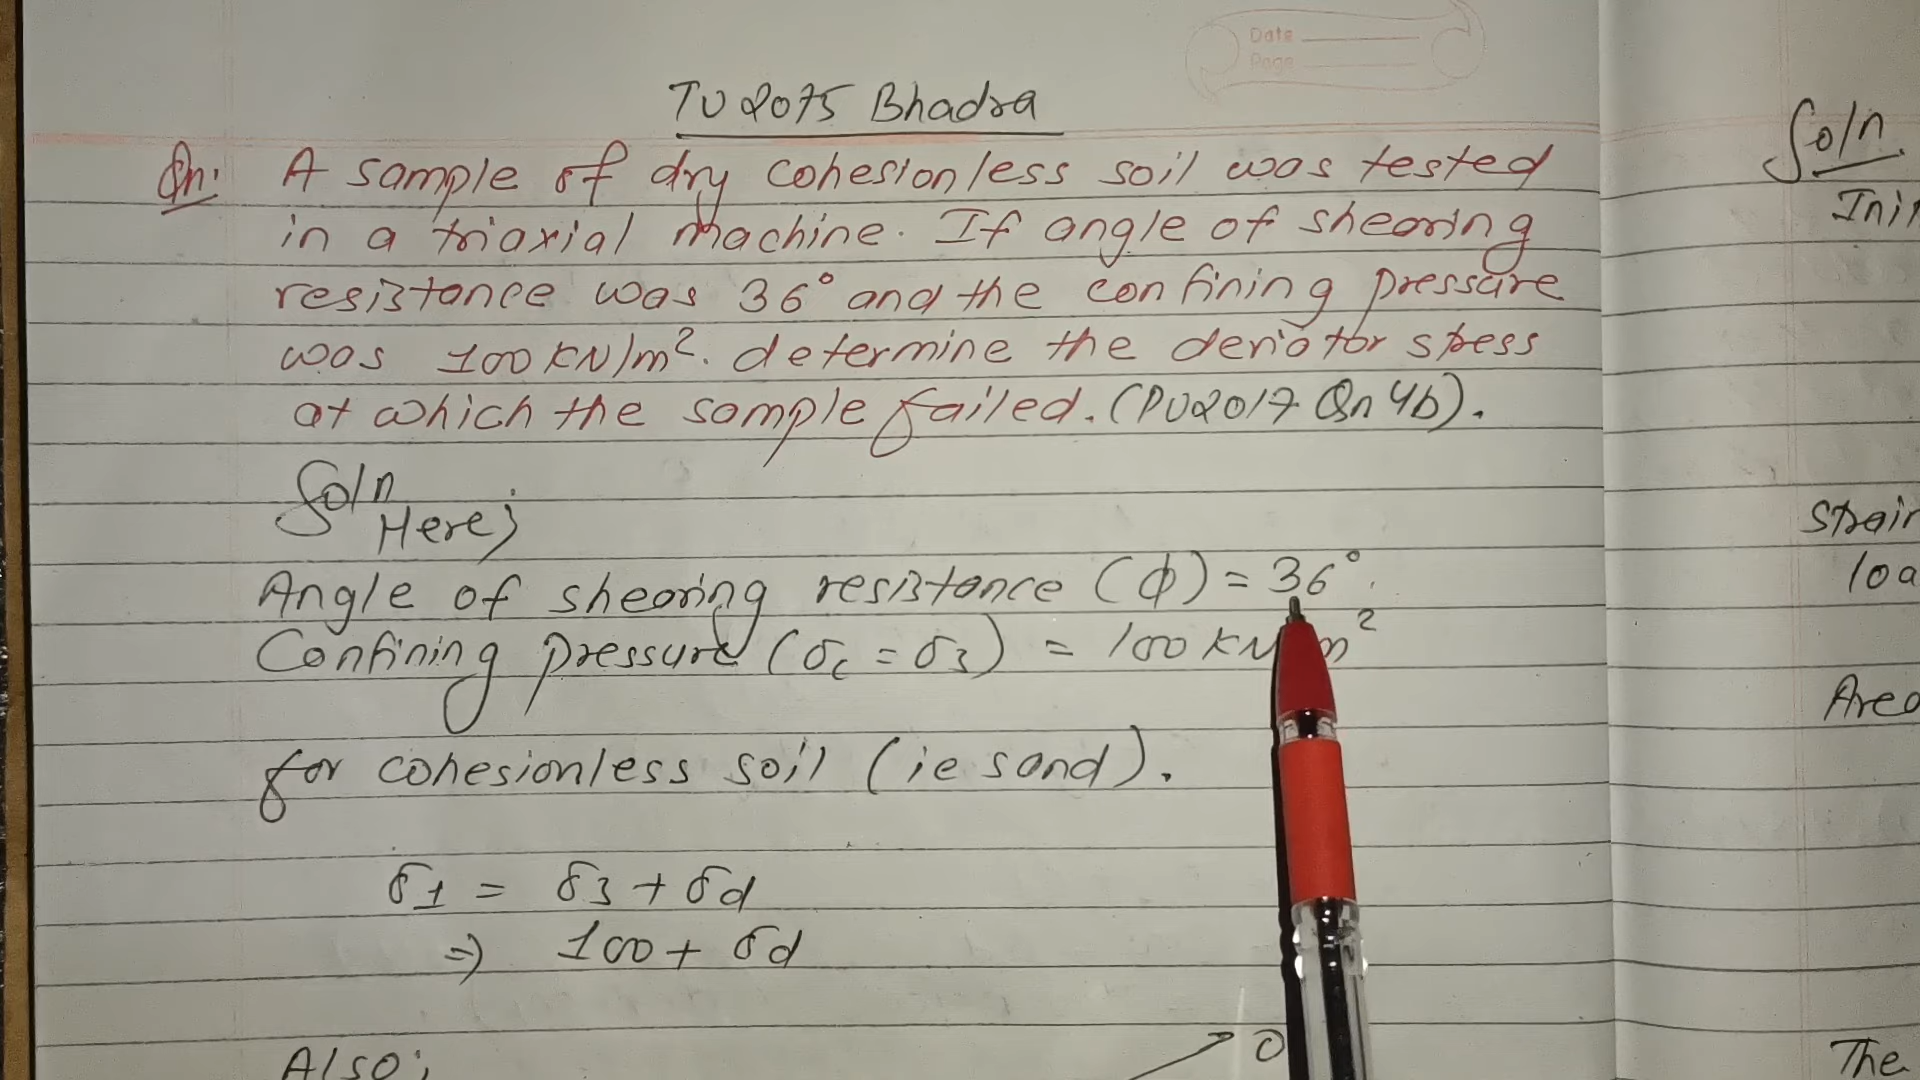 Date
Page
TU 2075 Bhadra
Qn: A sample of dry cohesionless soil was tested
in a triaxial machine. If angle of shearing
resistance was 36° and the confining pressure
was 100 KN/m². determine the deviator stress
at which the sample failed. (PU2017 Qn 4b).
Soln
Here;
Angle of shearing resistance (φ) = 36°.
Confining pressure (σc = σ3) = 100 KN m²
for cohesionless soil (ie sand).
σ1 = σ3 + σd
⇒ 100 + σd
Also;
Soln.
Strain
Area
The